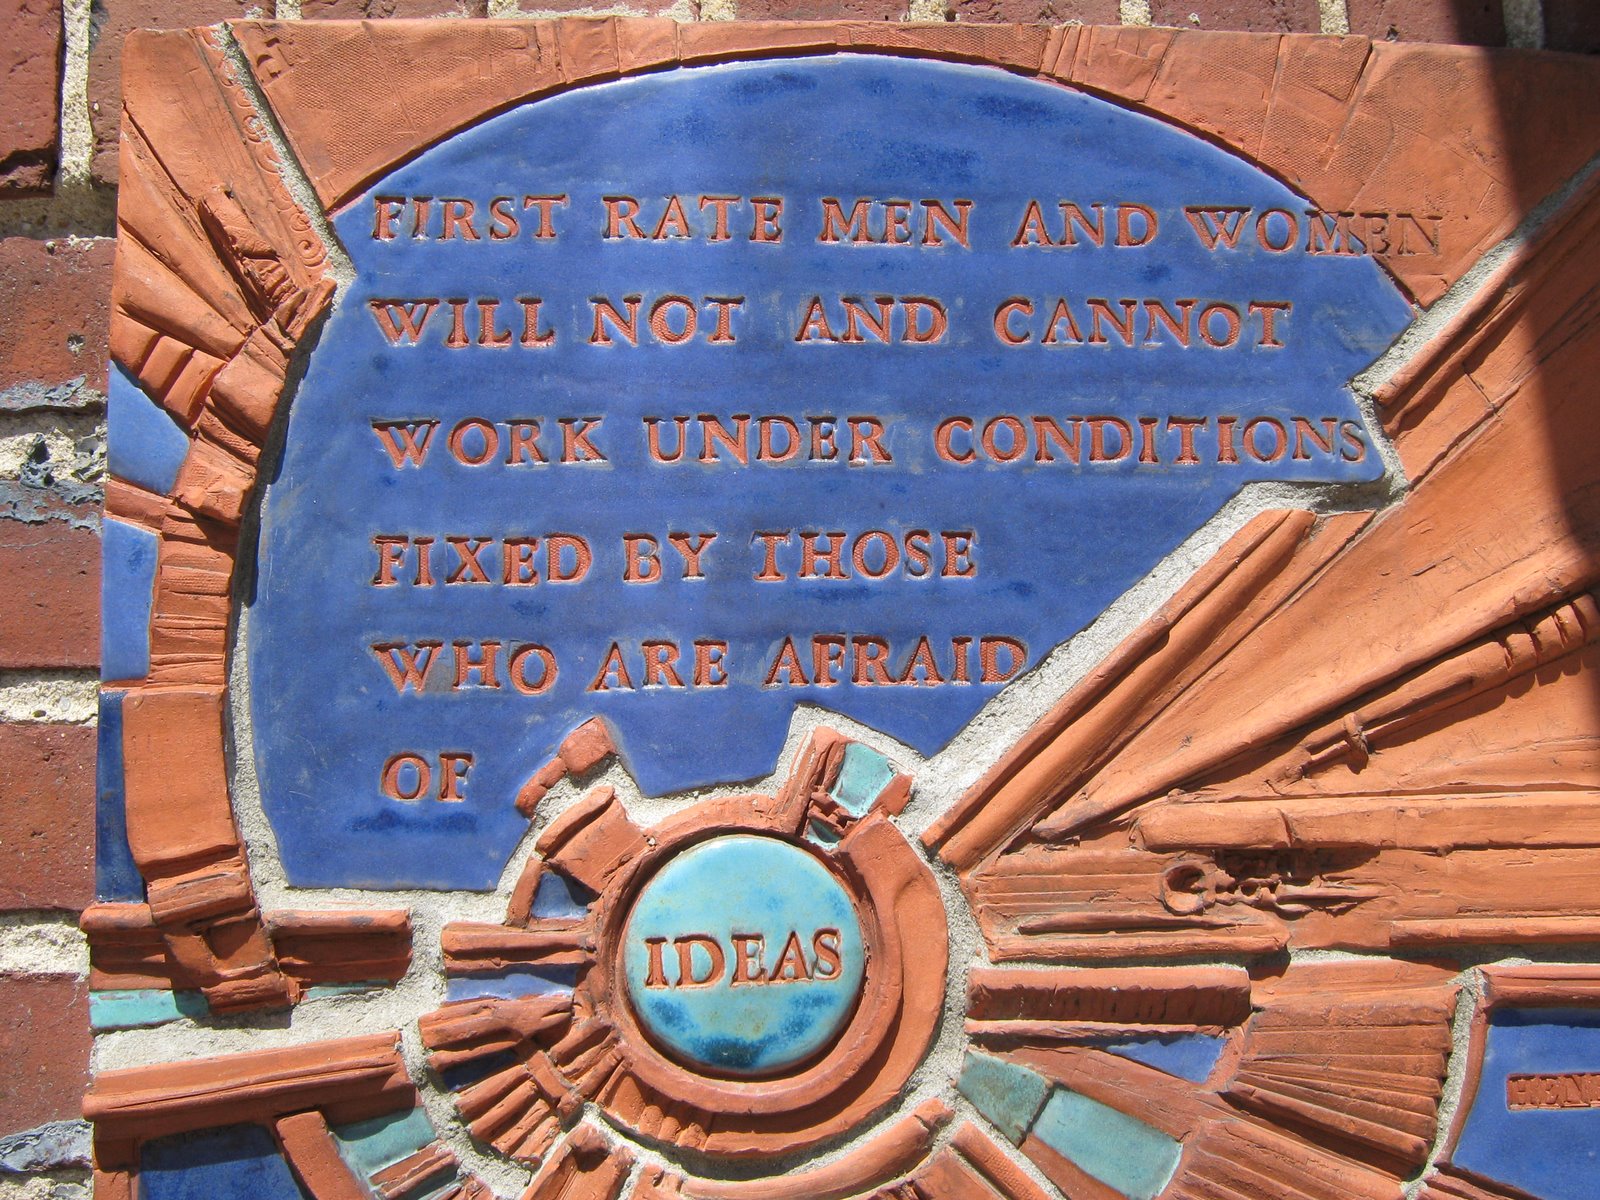 FIRST RATE MEN AND WOMEN
WILL NOT AND CANNOT
WORK UNDER CONDITIONS
FIXED BY THOSE
WHO ARE AFRAID
OF
IDEAS